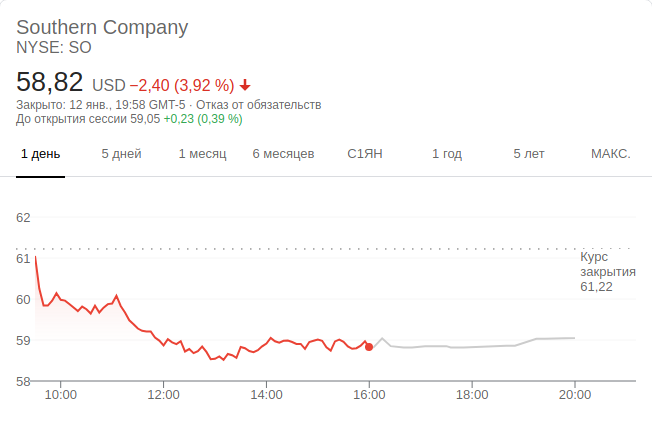 Southern Company
NYSE: SO
58,82 USD −2,40 (3,92 %)
Закрыто: 12 янв., 19:58 GMT-5 · Отказ от обязательств
До открытия сессии 59,05 +0,23 (0,39 %)
1 день 5 дней 1 месяц 6 месяцев С1ЯН 1 год 5 лет МАКС.
62
61
60
59
58
Курс
закрытия
61,22
10:00 12:00 14:00 16:00 18:00 20:00